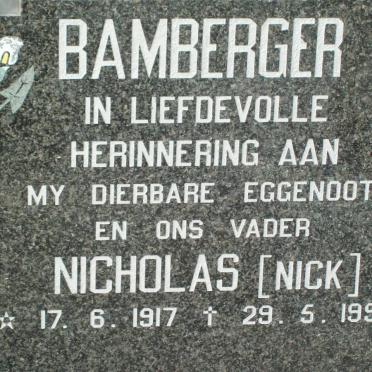 BAMBERGER
IN LIEFDEVOLLE
HERINNERING AAN
MY DIERBARE EGGENOOT
EN ONS VADER
NICHOLAS [NICK]
☆ 17. 6. 1917 † 29. 5. 199